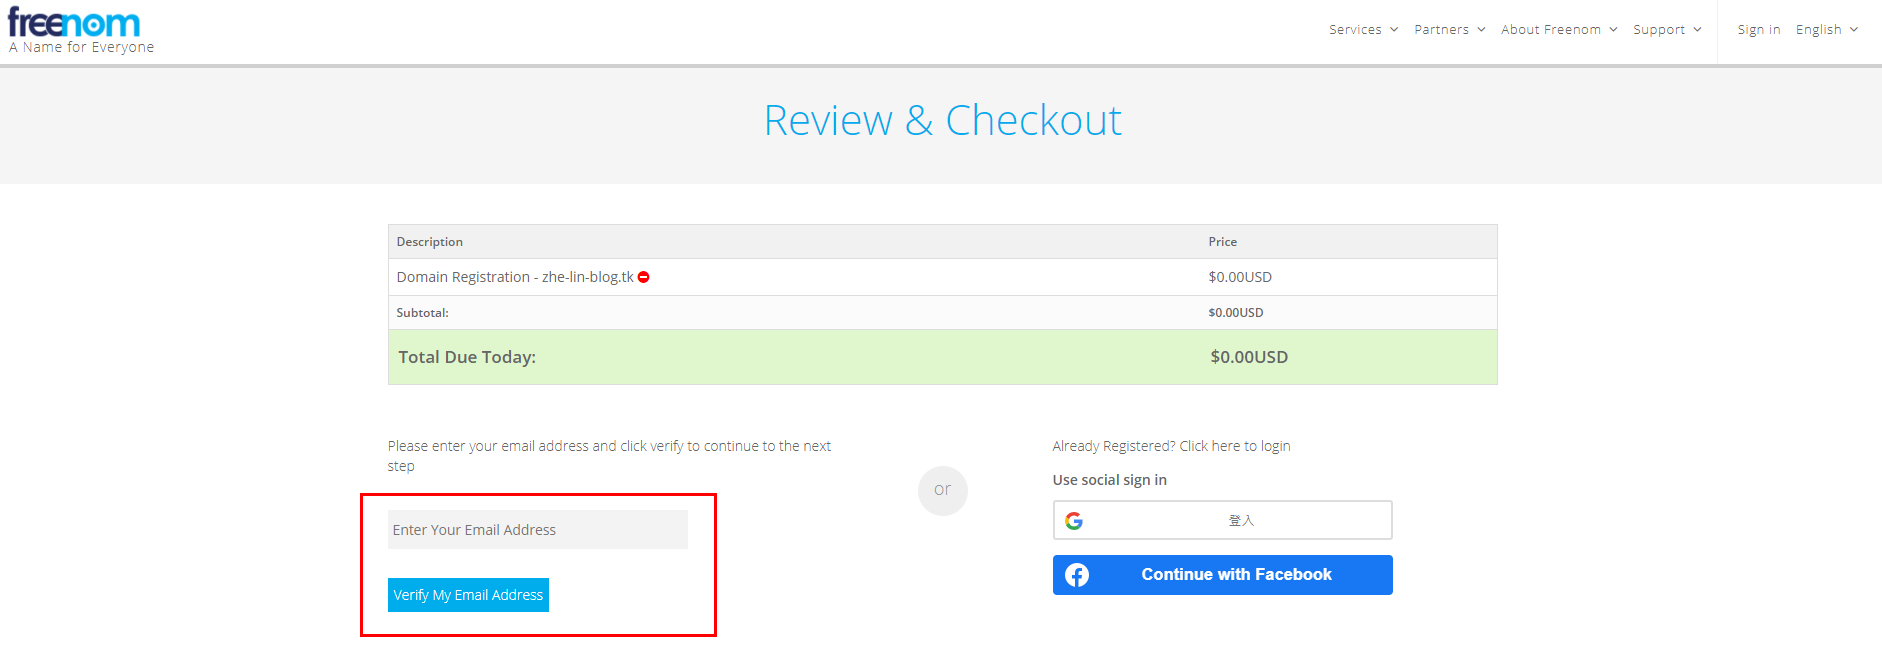 freenom
A Name for Everyone
Services Partners About Freenom Support Sign in English
Review & Checkout
Description Price
Domain Registration - zhe-lin-blog.tk $0.00USD
Subtotal: $0.00USD
Total Due Today: $0.00USD
Please enter your email address and click verify to continue to the next
step
Enter Your Email Address
Verify My Email Address
or
Already Registered? Click here to login
Use social sign in
登入
Continue with Facebook